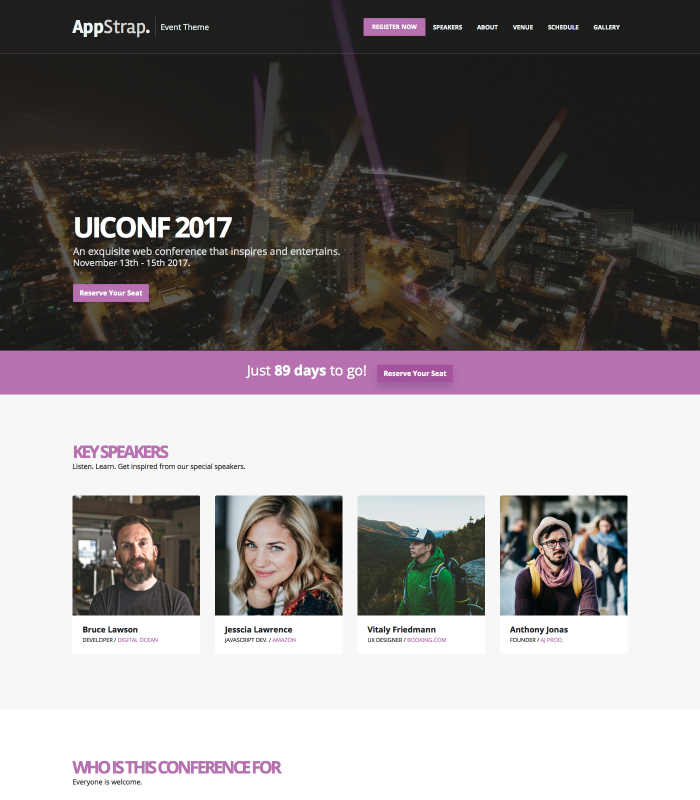 AppStrap. Event Theme
REGISTER NOW SPEAKERS ABOUT VENUE SCHEDULE GALLERY
UICONF 2017
An exquisite web conference that inspires and entertains.
November 13th - 15th 2017.
Reserve Your Seat
Just 89 days to go! Reserve Your Seat
KEY SPEAKERS
Listen. Learn. Get inspired from our special speakers.
Bruce Lawson
DEVELOPER / DIGITAL OCEAN
Jesscia Lawrence
JAVASCRIPT DEV. / AMAZON
Vitaly Friedmann
UX DESIGNER / BOOKING.COM
Anthony Jonas
FOUNDER / AJ PROD.
WHO IS THIS CONFERENCE FOR
Everyone is welcome.